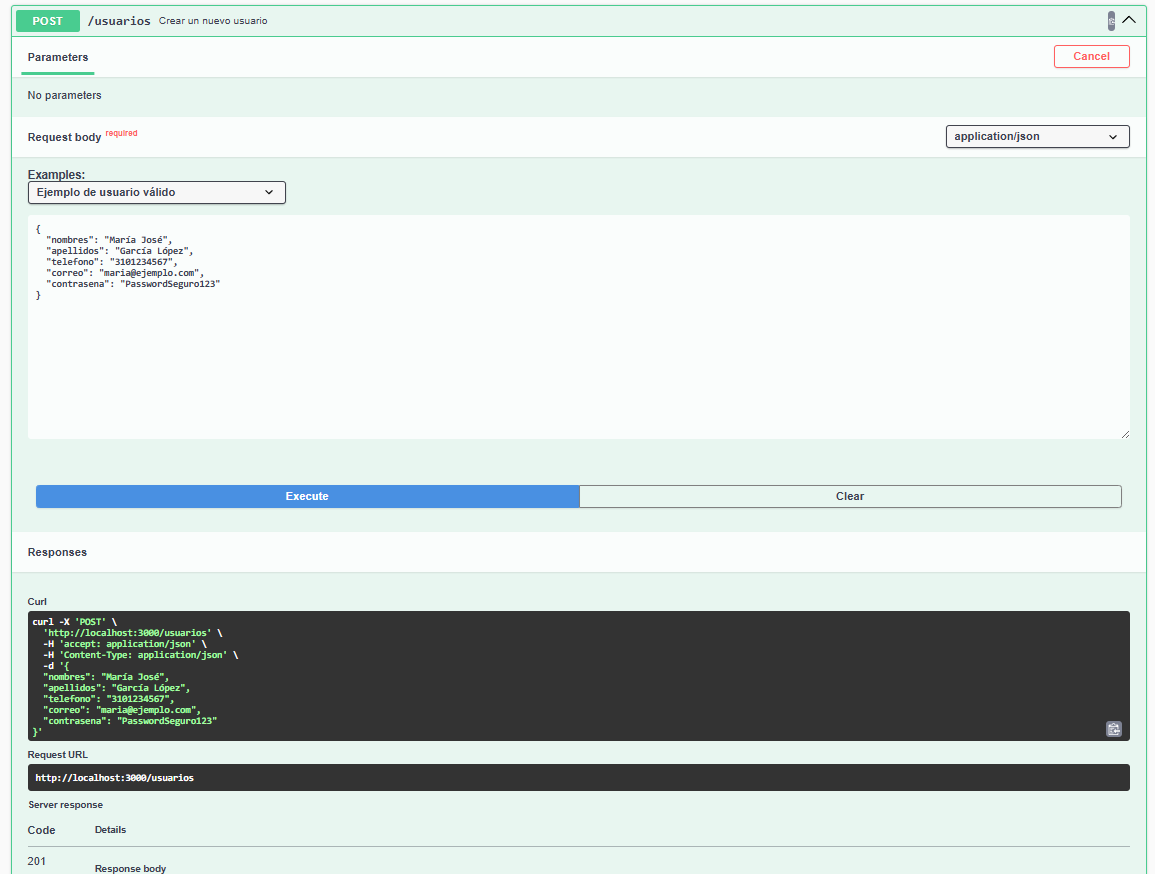 POST /usuarios Crear un nuevo usuario
Parameters
Cancel
No parameters
Request body required
application/json
Examples:
Ejemplo de usuario válido
{
  "nombres": "María José",
  "apellidos": "García López",
  "telefono": "3101234567",
  "correo": "maria@ejemplo.com",
  "contrasena": "PasswordSeguro123"
}
Execute
Clear
Responses
Curl
curl -X 'POST' \
  'http://localhost:3000/usuarios' \
  -H 'accept: application/json' \
  -H 'Content-Type: application/json' \
  -d '{
  "nombres": "María José",
  "apellidos": "García López",
  "telefono": "3101234567",
  "correo": "maria@ejemplo.com",
  "contrasena": "PasswordSeguro123"
}'
Request URL
http://localhost:3000/usuarios
Server response
Code Details
201
Response body